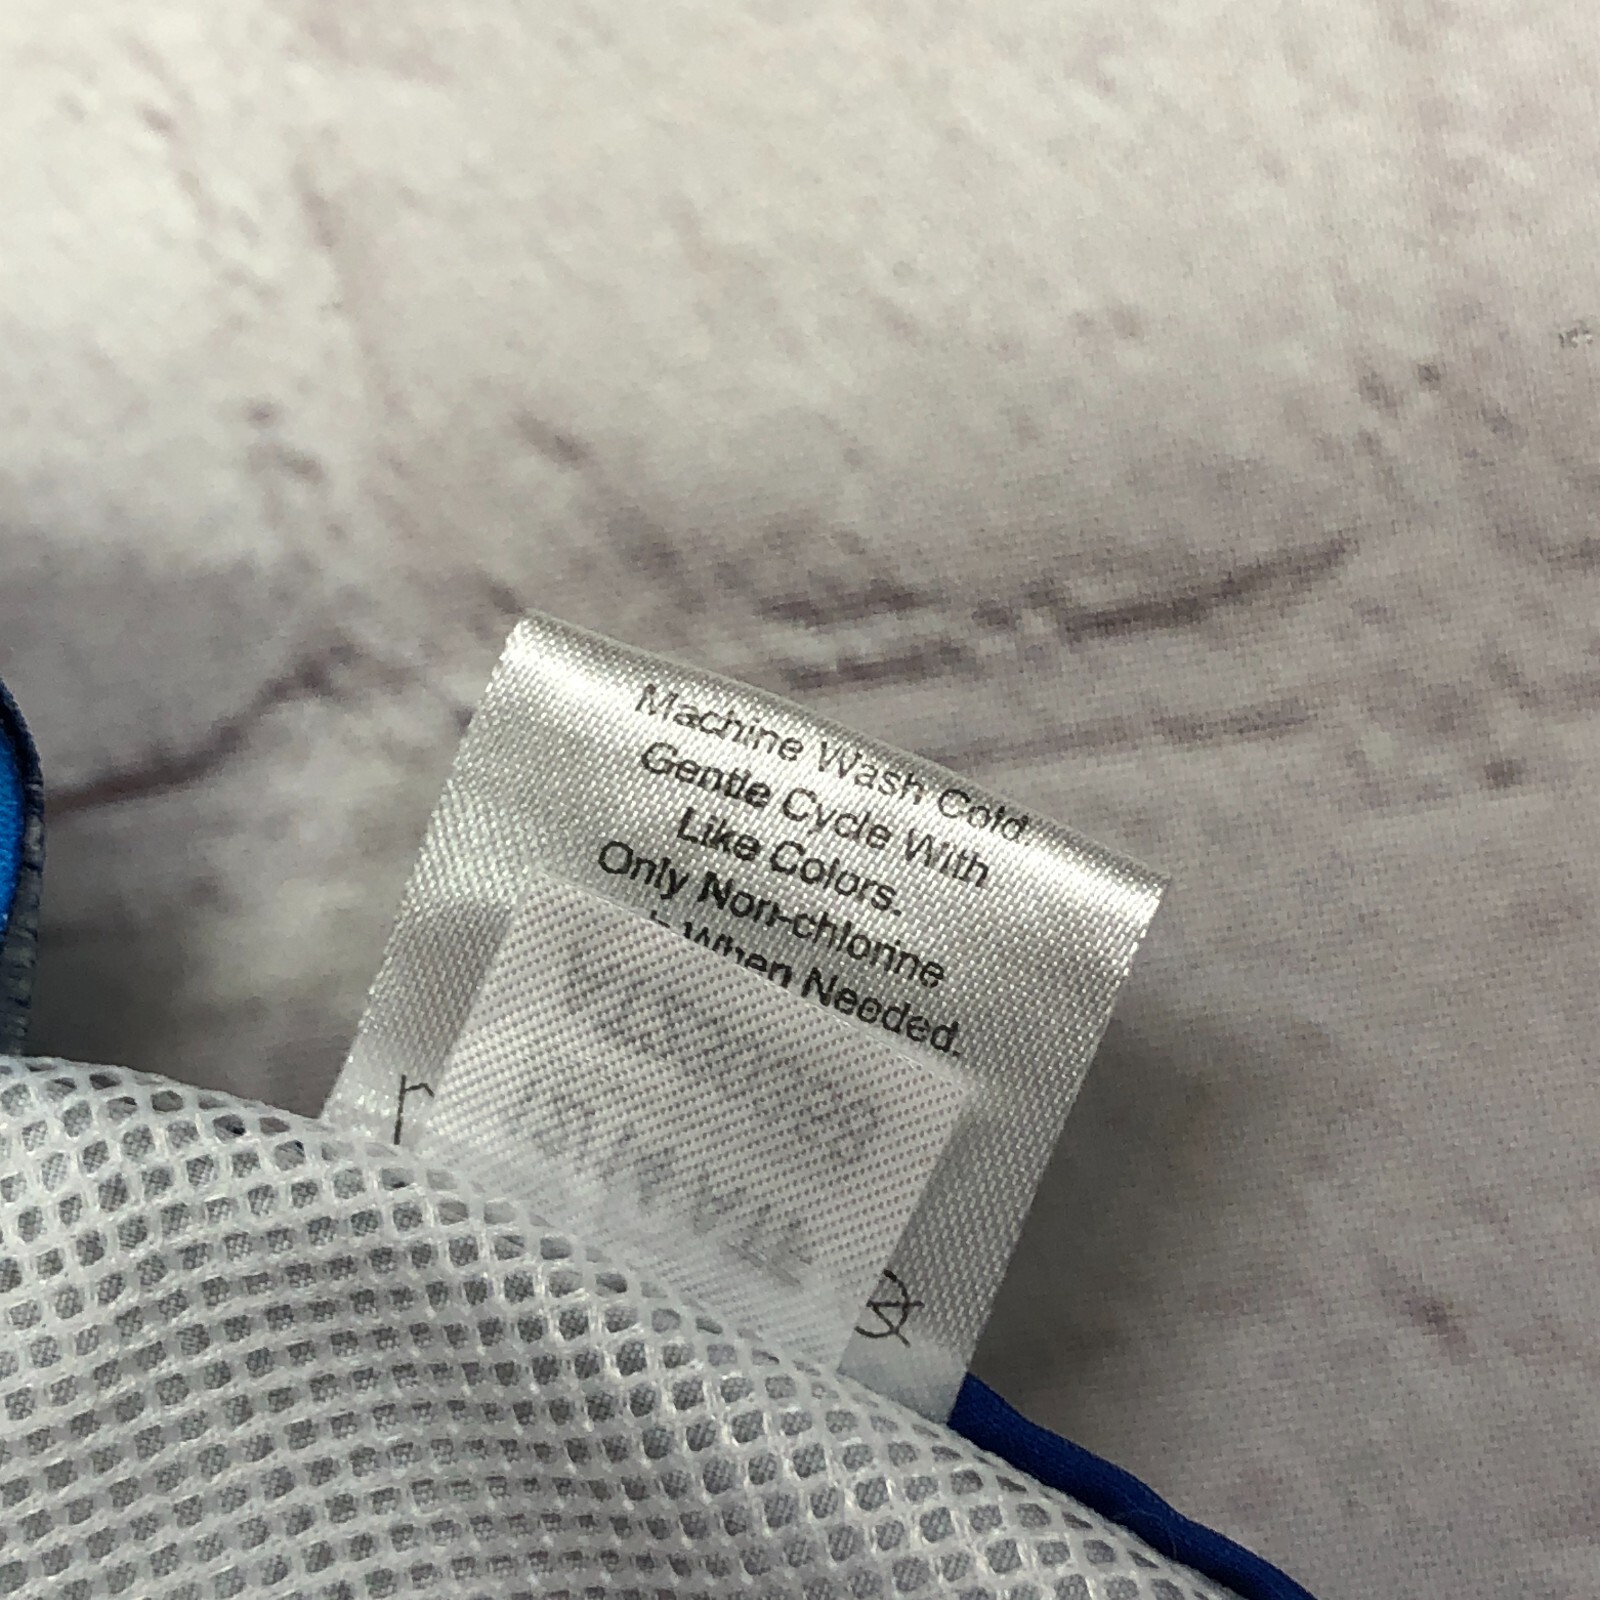 Machine Wash Cold.
Gentle Cycle With
Like Colors.
Only Non-chlorine
When Needed.